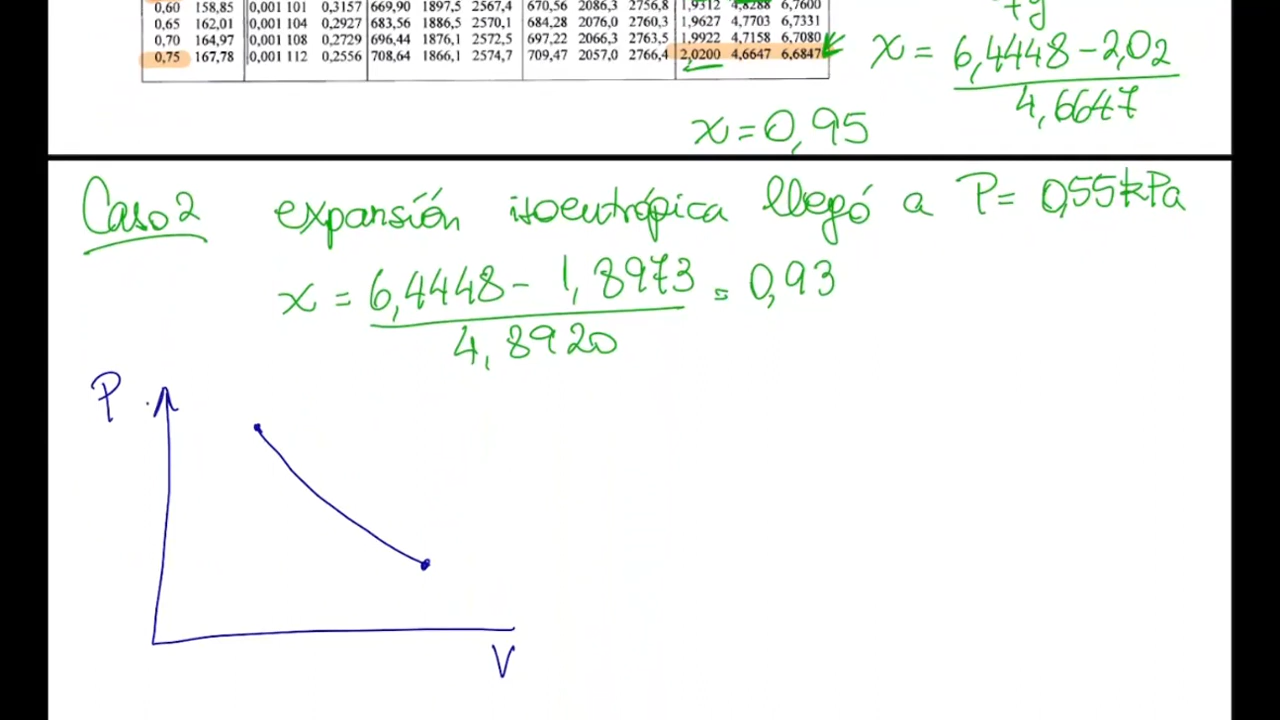 0,60 158,85 0,001 101 0,3157 669,90 1897,5 2567,4 670,56 2086,3 2756,8 1,9312 4,8288 6,7600
0,65 162,01 0,001 104 0,2927 683,56 1886,5 2570,1 684,28 2076,0 2760,3 1,9627 4,7703 6,7331
0,70 164,97 0,001 108 0,2729 696,44 1876,1 2572,5 697,22 2066,3 2763,5 1,9922 4,7158 6,7080
0,75 167,78 0,001 112 0,2556 708,64 1866,1 2574,7 709,47 2057,0 2766,4 2,0200 4,6647 6,6847
x = 6,4448 - 2,02
4,6647
x = 0,95
Caso 2 expansión isoentrópica llegó a P = 0,55 kPa
x = 6,4448 - 1,8973 = 0,93
4,8920
P
V